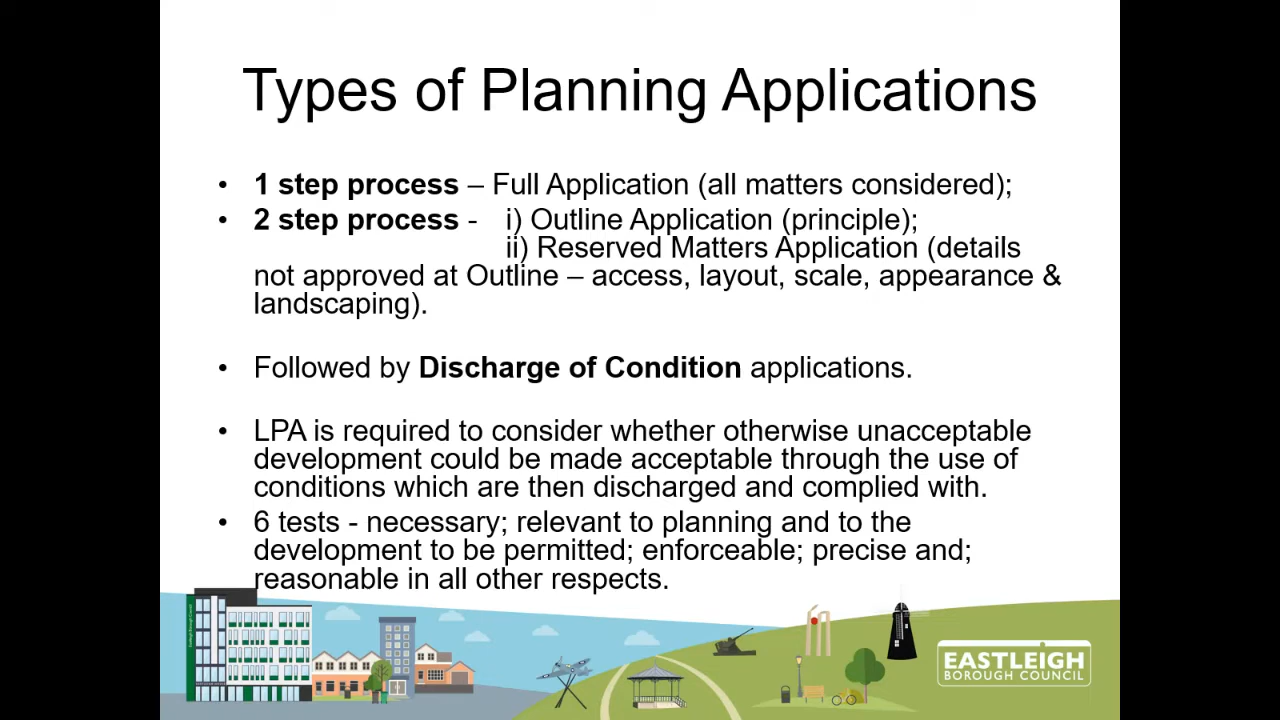 Types of Planning Applications
• 1 step process – Full Application (all matters considered);
• 2 step process - i) Outline Application (principle);
ii) Reserved Matters Application (details
not approved at Outline – access, layout, scale, appearance &
landscaping).
• Followed by Discharge of Condition applications.
• LPA is required to consider whether otherwise unacceptable
development could be made acceptable through the use of
conditions which are then discharged and complied with.
• 6 tests - necessary; relevant to planning and to the
development to be permitted; enforceable; precise and;
reasonable in all other respects.
EASTLEIGH
BOROUGH COUNCIL